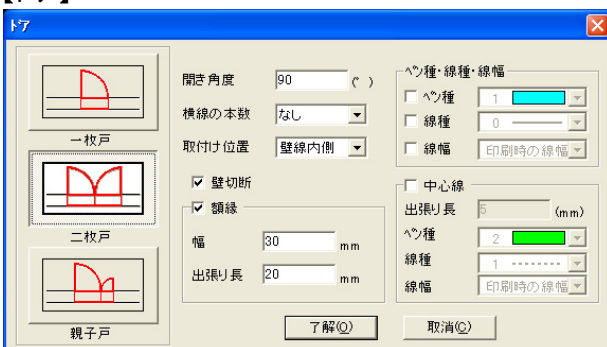 ドア
一枚戸
二枚戸
親子戸
開き角度 90 (° )
横線の本数 なし
取付け位置 壁線内側
壁切断
額縁
幅 30 mm
出張り長 20 mm
ペン種・線種・線幅
ペン種 1
線種 0
線幅 印刷時の線幅
中心線
出張り長 5 (mm)
ペン種 2
線種 1
線幅 印刷時の線幅
了解(O) 取消(C)